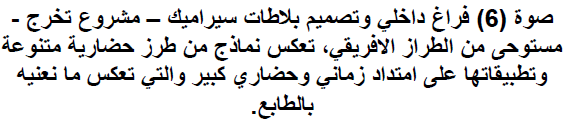 صوة (6) فراغ داخلي وتصميم بلاطات سيراميك – مشروع تخرج -
مستوحى من الطراز الافريقي، تعكس نماذج من طرز حضارية متنوعة
وتطبيقاتها على امتداد زماني وحضاري كبير والتي تعكس ما نعنيه
بالطابع.